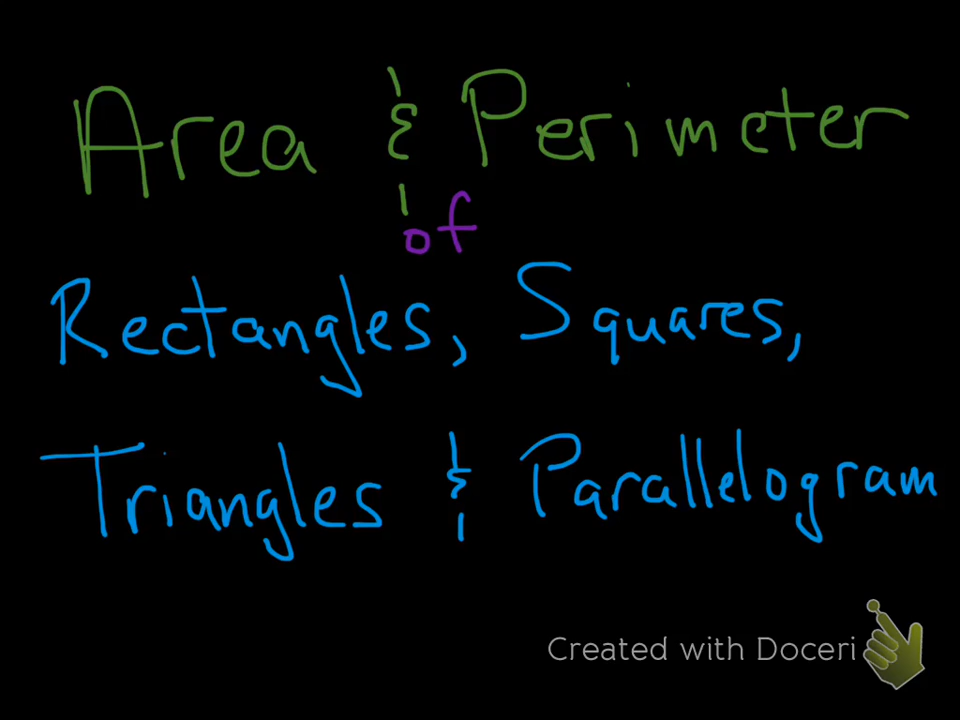 Area & Perimeter
of
Rectangles, Squares,
Triangles & Parallelogram
Created with Doceri